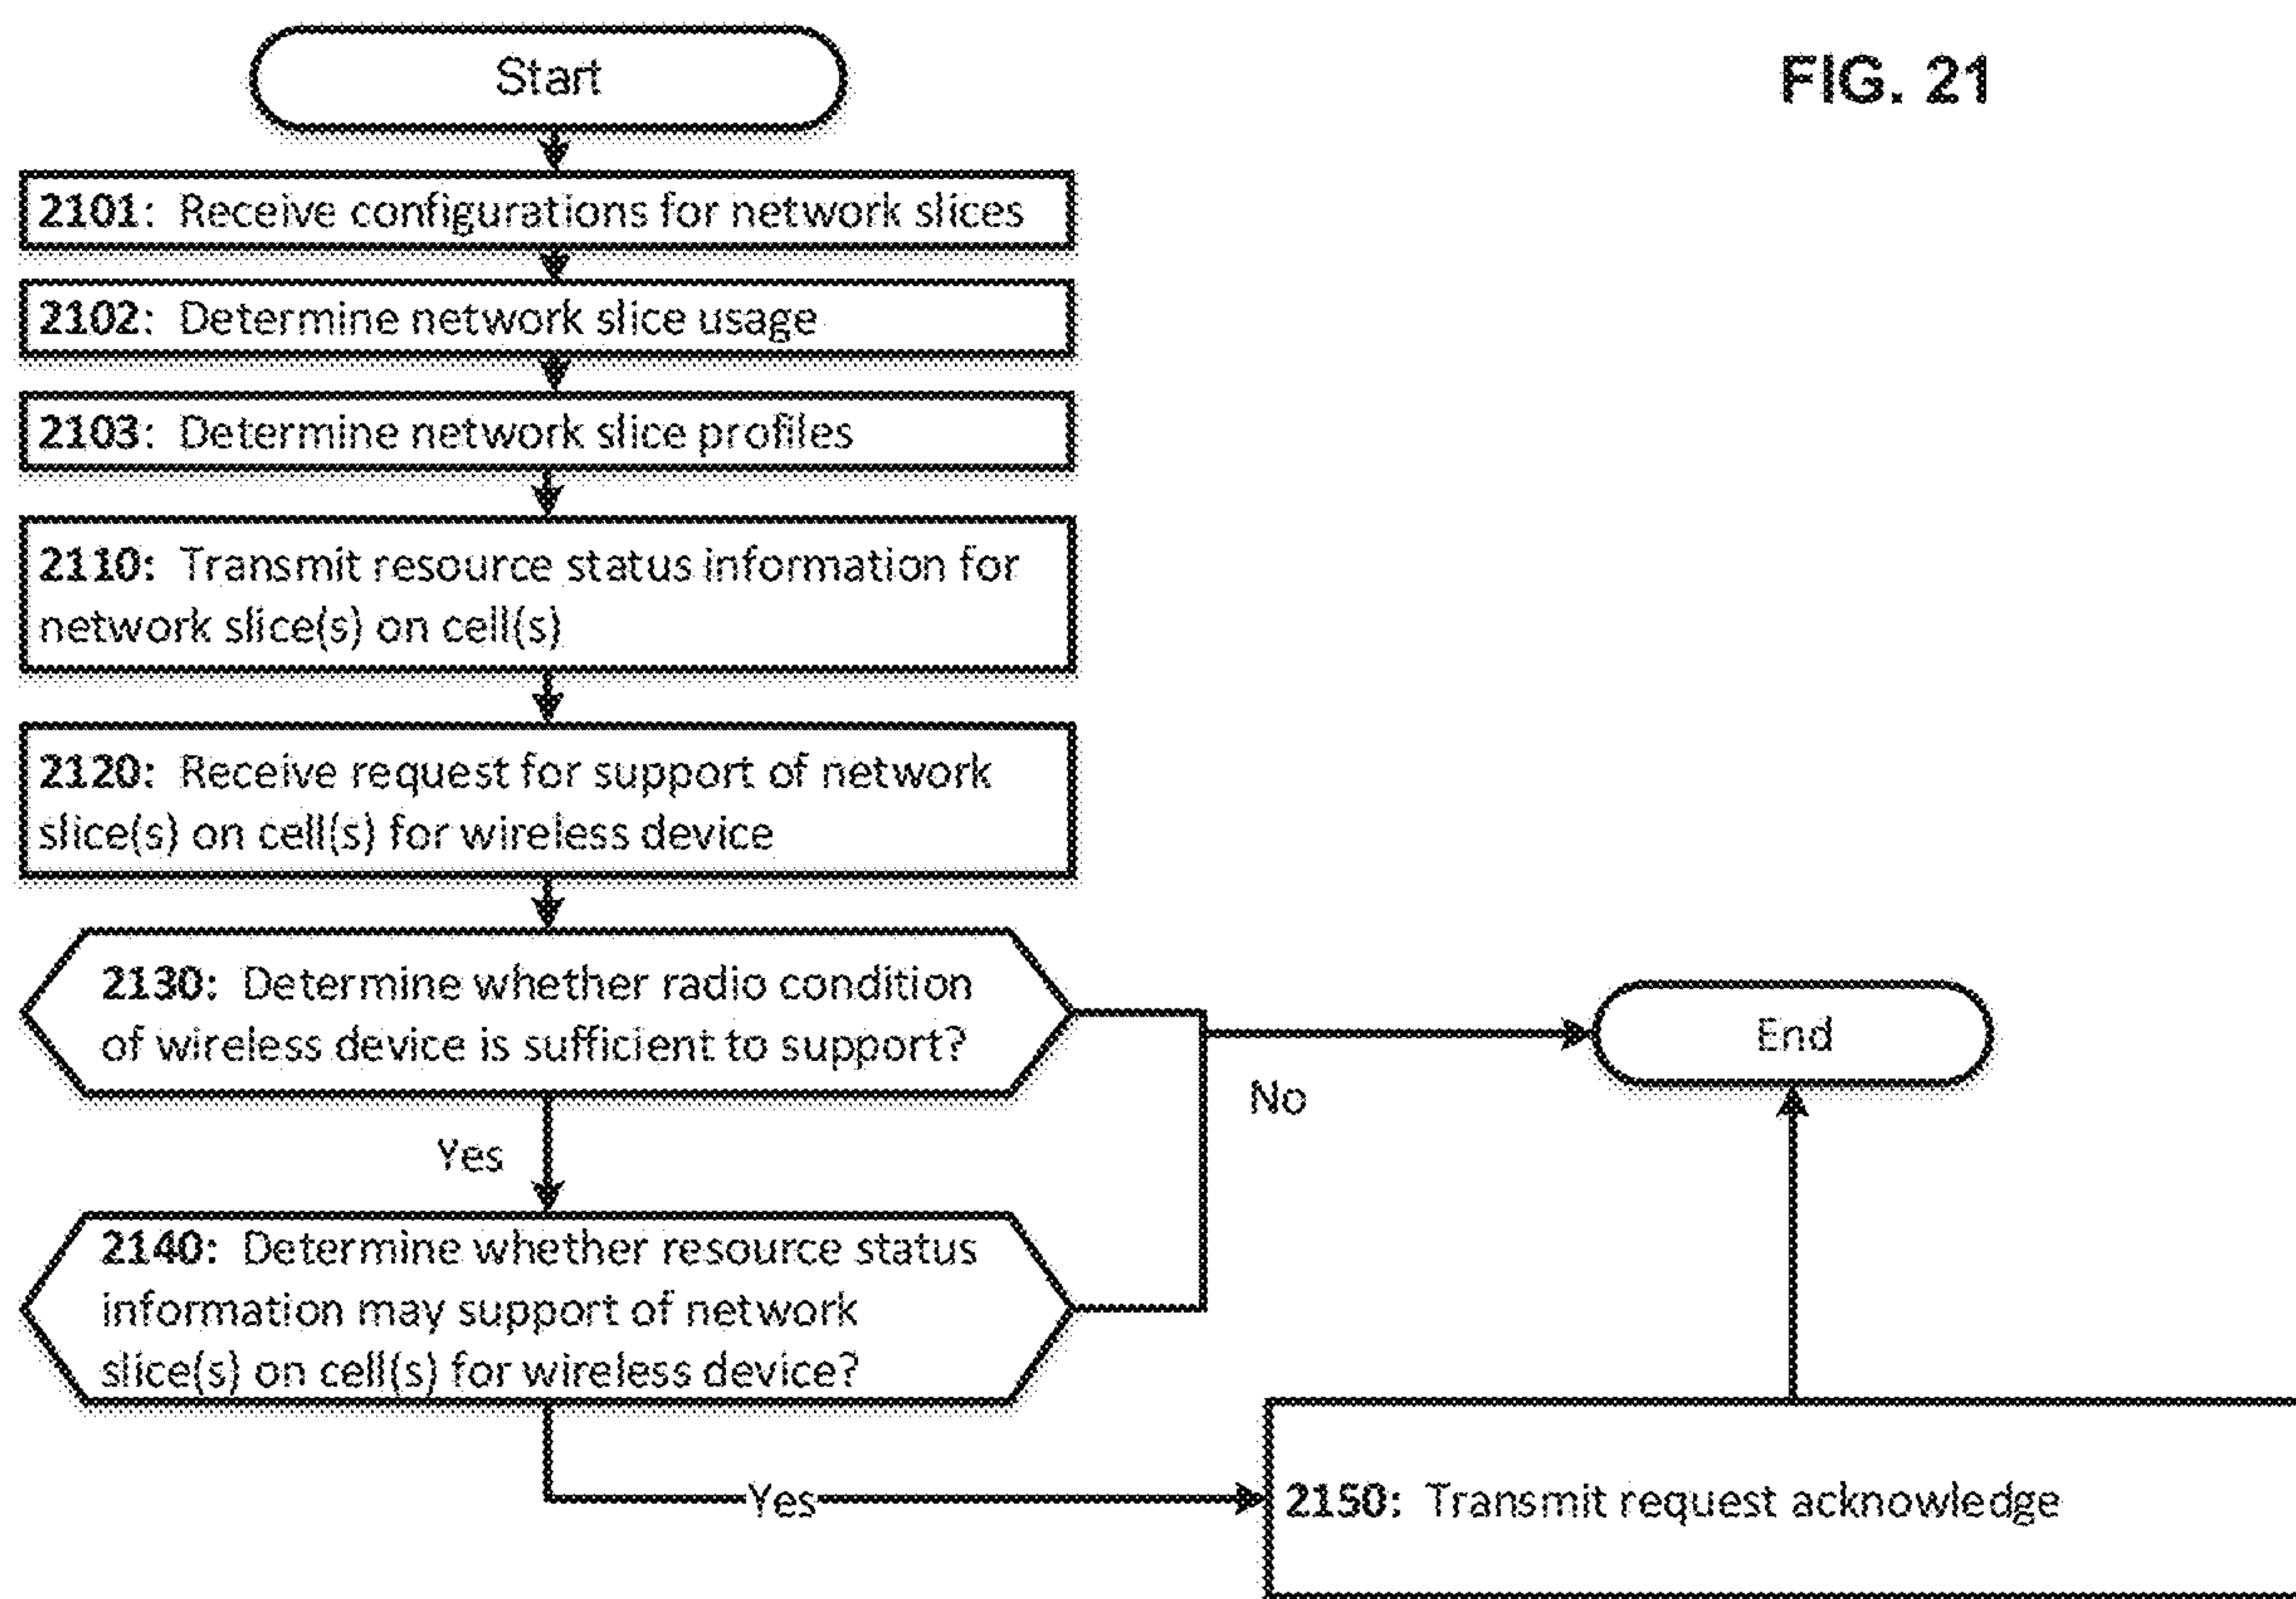 Start
FIG. 21
2101: Receive configurations for network slices
2102: Determine network slice usage
2103: Determine network slice profiles
2110: Transmit resource status information for
network slice(s) on cell(s)
2120: Receive request for support of network
slice(s) on cell(s) for wireless device
2130: Determine whether radio condition
of wireless device is sufficient to support?
End
No
Yes
2140: Determine whether resource status
information may support of network
slice(s) on cell(s) for wireless device?
Yes
2150: Transmit request acknowledge